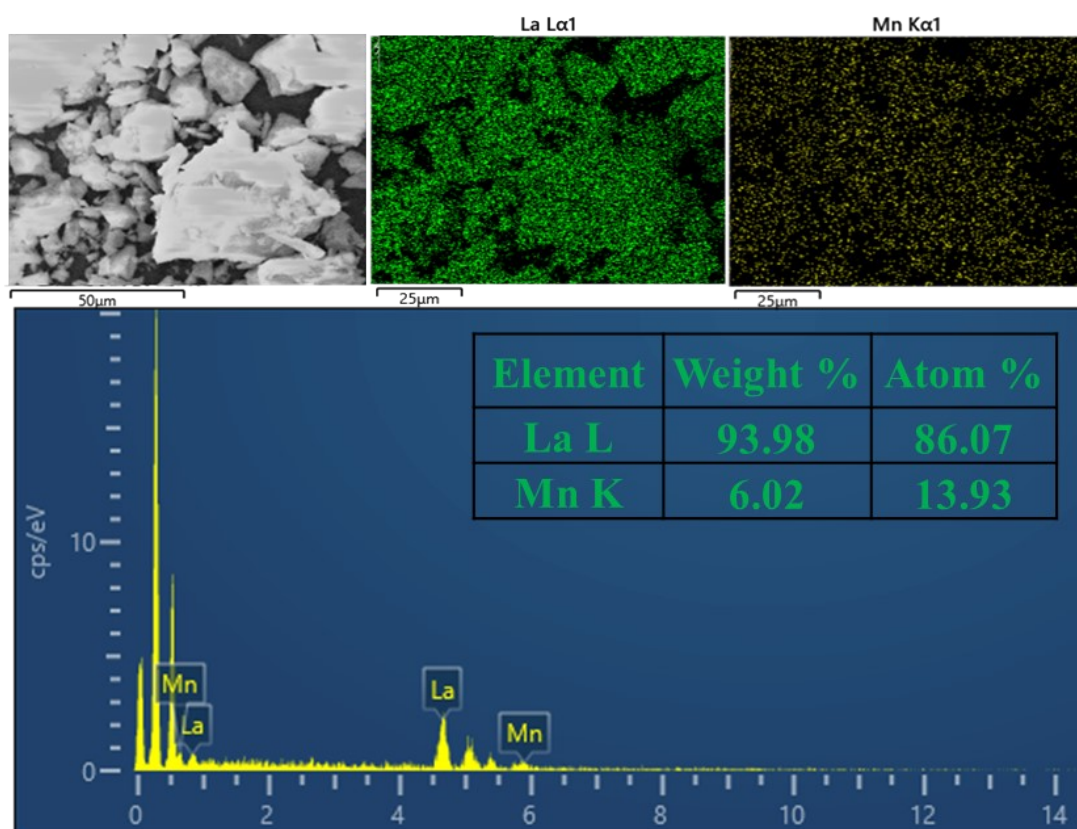 La Lα1
Mn Kα1
50µm
25µm
25µm
Element Weight % Atom %
La L 93.98 86.07
Mn K 6.02 13.93
cps/eV
10
0
Mn
La
La
Mn
0 2 4 6 8 10 12 14